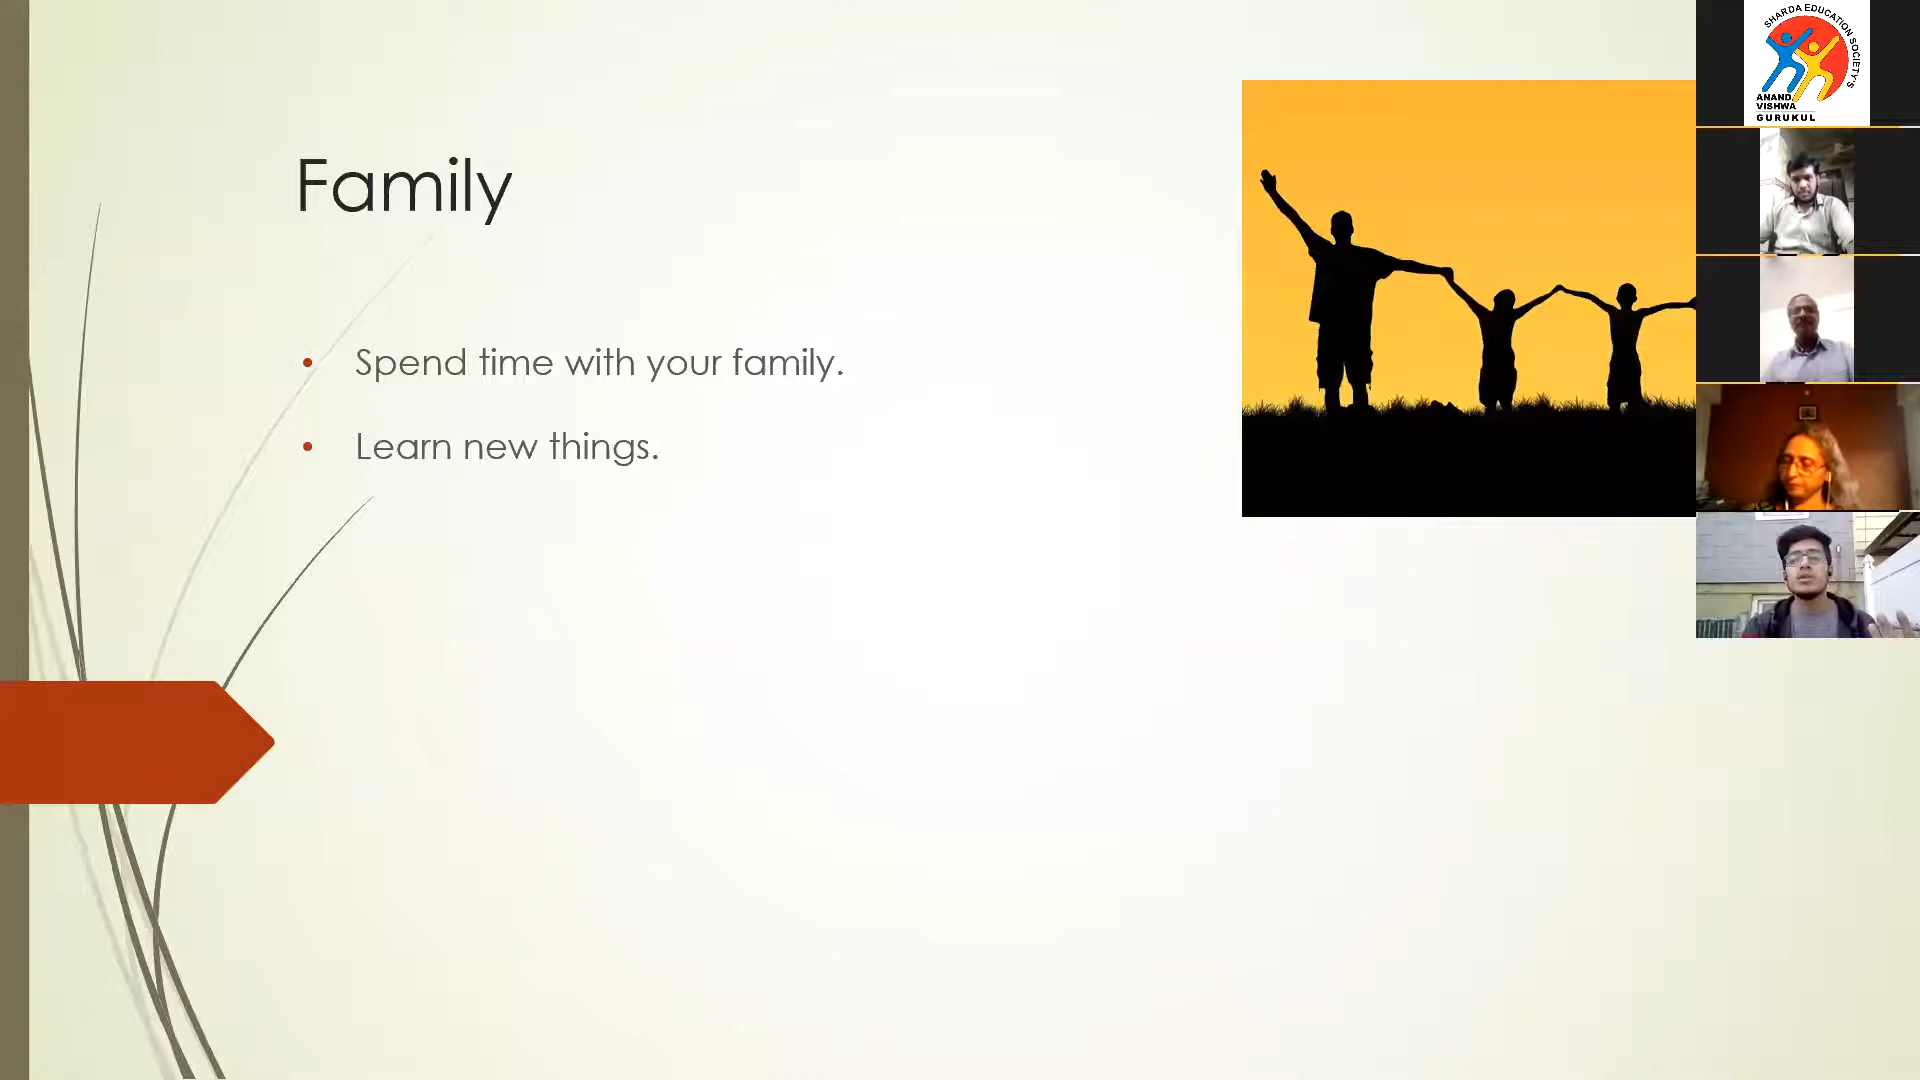 Family
• Spend time with your family.
• Learn new things.
SHARDA EDUCATION SOCIETY'S
ANAND
VISHWA
GURUKUL